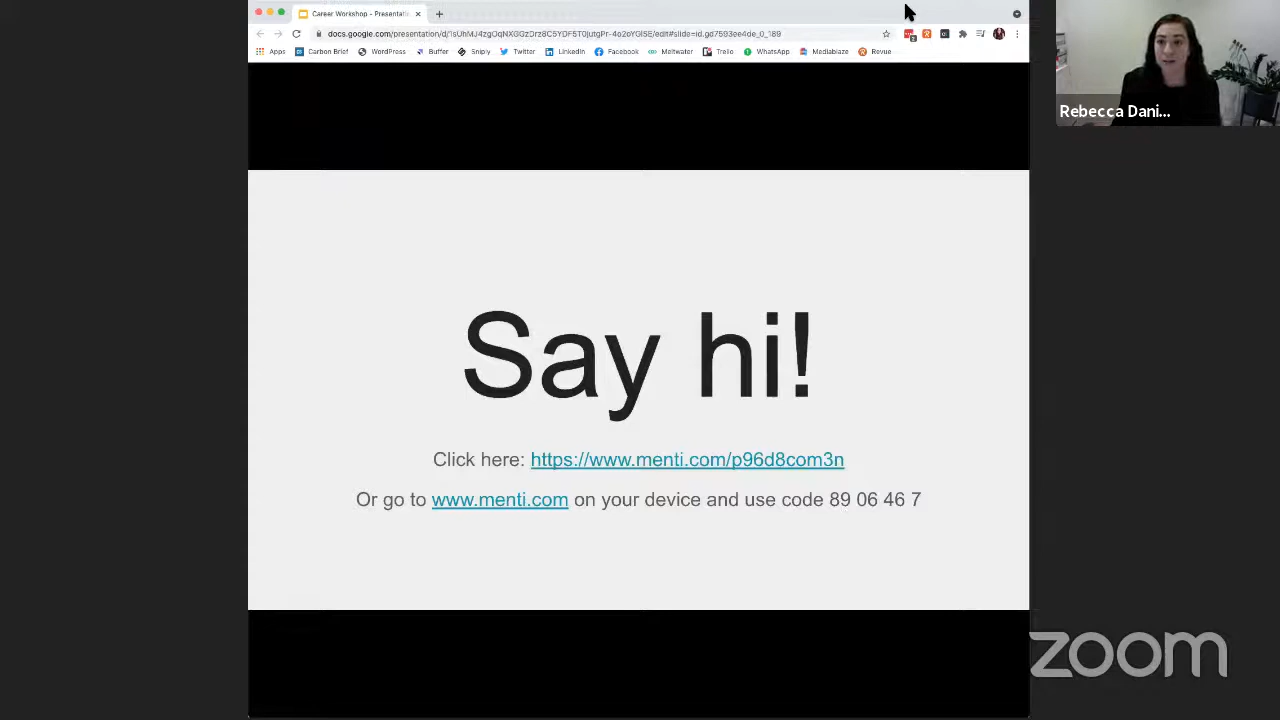 Career Workshop - Presentati
Apps Carbon Brief WordPress Buffer Sniply Twitter LinkedIn Facebook Meltwater Trello WhatsApp Mediablaze Revue
Rebecca Dani...
Say hi!
Click here: https://www.menti.com/p96d8com3n
Or go to www.menti.com on your device and use code 89 06 46 7
zoom